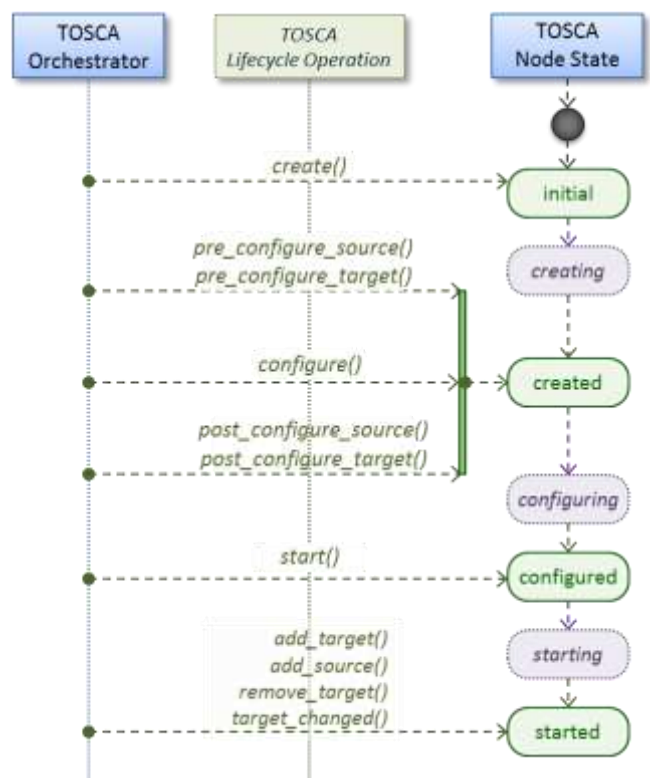 TOSCA
Orchestrator
TOSCA
Lifecycle Operation
TOSCA
Node State
create()
initial
pre_configure_source()
creating
pre_configure_target()
configure()
created
post_configure_source()
post_configure_target()
configuring
start()
configured
add_target()
starting
add_source()
remove_target()
target_changed()
started